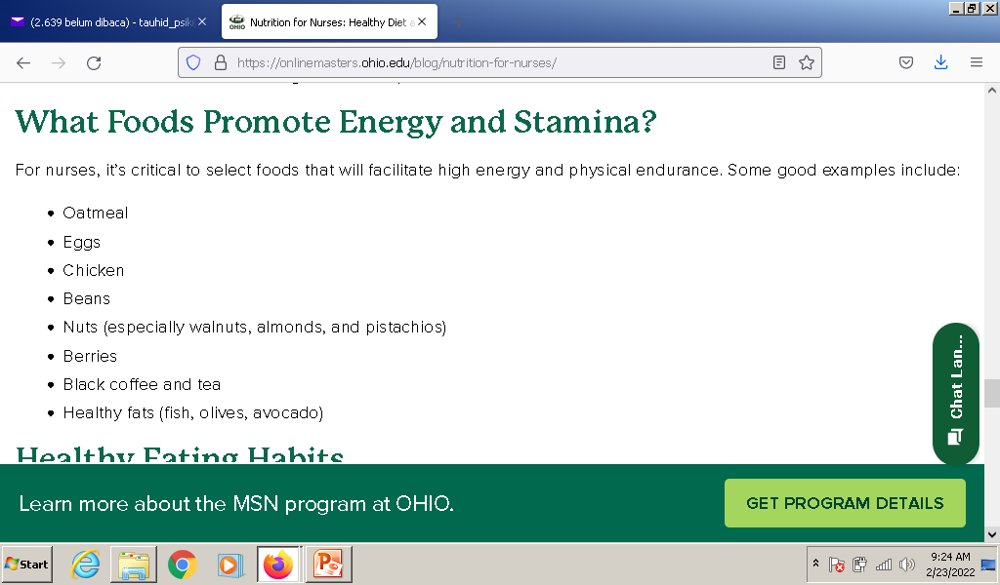 (2.639 belum dibaca) - tauhid_psik
Nutrition for Nurses: Healthy Diet a
https://onlinemasters.ohio.edu/blog/nutrition-for-nurses/
What Foods Promote Energy and Stamina?
For nurses, it’s critical to select foods that will facilitate high energy and physical endurance. Some good examples include:
Oatmeal
Eggs
Chicken
Beans
Nuts (especially walnuts, almonds, and pistachios)
Berries
Black coffee and tea
Healthy fats (fish, olives, avocado)
Healthy Eating Habits
Chat Lan...
Learn more about the MSN program at OHIO.
GET PROGRAM DETAILS
Start
9:24 AM
2/23/2022